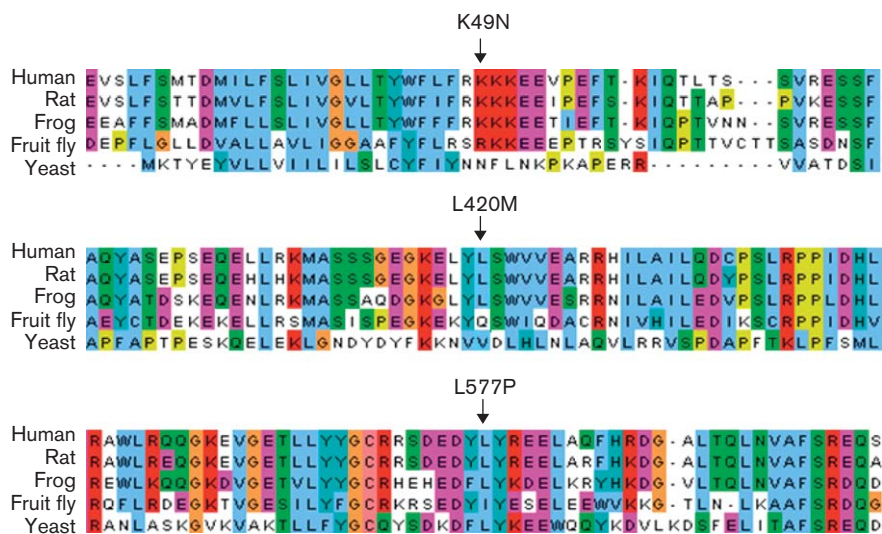 K49N
Human EVSLFSMTDMILFSLIVGLLTYWFLFRKKKEEVPEFT-KIQTLTS---SVRESSF
Rat EVSLFSTTDMVLFSLIVGVLTYWFIFRKKKEEIPEFS-KIQTTAP---PVKESSF
Frog EEAFFSMADMFLLSLIVGLLTYWFIFRKKKEETIEFT-KIQPTVNN--SVRESSF
Fruit fly DEPFLGLLDVALLAVLIGGAAFYFLRSRKKEEEPTRSYSIQPTTVCTTSASDNSF
Yeast ----MKTYEYVLLVIILILSLCYFIYNNFLNKPKAPERR---------VVATDSI
L420M
Human AQYASEPSEQELLRKMASSSGEGKELYLSWVVEARRHILAILQDCPSLRPPIDHL
Rat AQYASEPSEQEHLHKMASSSGEGKELYLSWVVEARRHILAILQDYPSLRPPIDHL
Frog AQYATDSKEQENLRKMASSAQDGKGLYLSWVVESRRNILAILEDVPSLRPPLDHL
Fruit fly AEYCTDEKEKELLRSMASISPEGKEKYQSWIQDACRNIVHILEDIKSCRPPIDHV
Yeast APFAPTPESKQELEKLGNDYDYFKKNVVDLHLNLAQVLRRVSPDAPFTKLPFSML
L577P
Human RAWLRQQGKEVGETLLYYGCRRSDEDYLYREELAQFHRDG-ALTQLNVAFSREQS
Rat RAWLREQGKEVGETLLYYGCRRSDEDYLYREELARFHKDG-ALTQLNVAFSREQA
Frog REWLKQQGKDVGETVLYYGCRHEHEDFLYKDELKRYHKDG-VLTQLNVAFSRDQD
Fruit fly RQFLRDEGKTVGESILYFGCRKRSEDYIYESELEEWVKKG-TLN-LKAAFSRDQG
Yeast RANLASKGVKVAKTLLFYGCQYSDKDFLYKEEWQQYKDVLKDSFELITAFSREQD